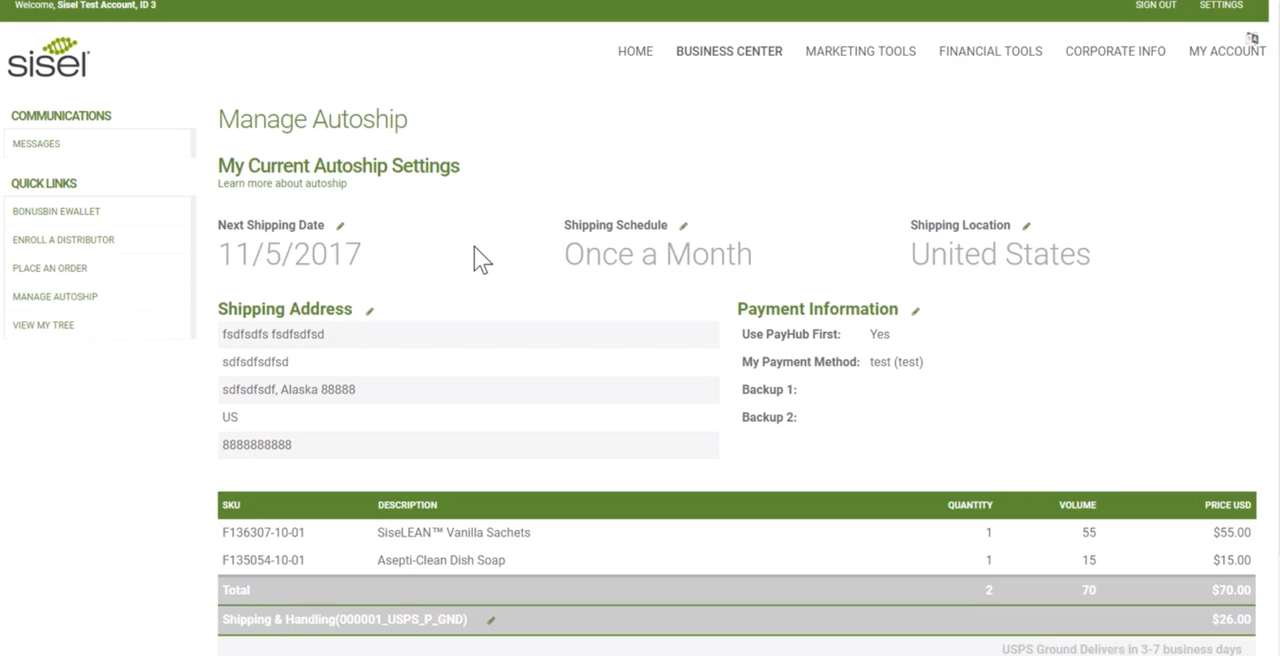 Welcome, Sisel Test Account, ID 3
SIGN OUT SETTINGS
sisel
HOME BUSINESS CENTER MARKETING TOOLS FINANCIAL TOOLS CORPORATE INFO MY ACCOUNT
COMMUNICATIONS
MESSAGES
QUICK LINKS
BONUSBIN EWALLET
ENROLL A DISTRIBUTOR
PLACE AN ORDER
MANAGE AUTOSHIP
VIEW MY TREE
Manage Autoship
My Current Autoship Settings
Learn more about autoship
Next Shipping Date Shipping Schedule Shipping Location
11/5/2017 Once a Month United States
Shipping Address
fsdfsdfs fsdfsdfsd
sdfsdfsdfsd
sdfsdfsdf, Alaska 88888
US
8888888888
Payment Information
Use PayHub First: Yes
My Payment Method: test (test)
Backup 1:
Backup 2:
SKU DESCRIPTION QUANTITY VOLUME PRICE USD
F136307-10-01 SiseLEAN™ Vanilla Sachets 1 55 $55.00
F135054-10-01 Asepti-Clean Dish Soap 1 15 $15.00
Total 2 70 $70.00
Shipping & Handling(000001_USPS_P_GND) $26.00
USPS Ground Delivers in 3-7 business days